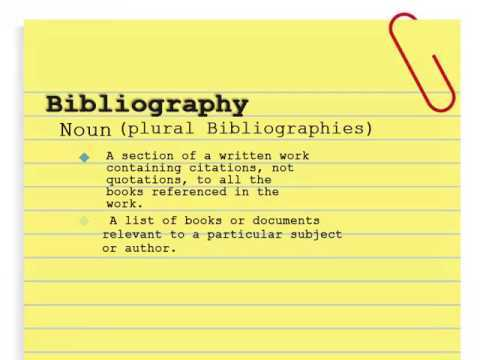 Bibliography
Noun (plural Bibliographies)
A section of a written work
containing citations, not
quotations, to all the
books referenced in the
work.
A list of books or documents
relevant to a particular subject
or author.